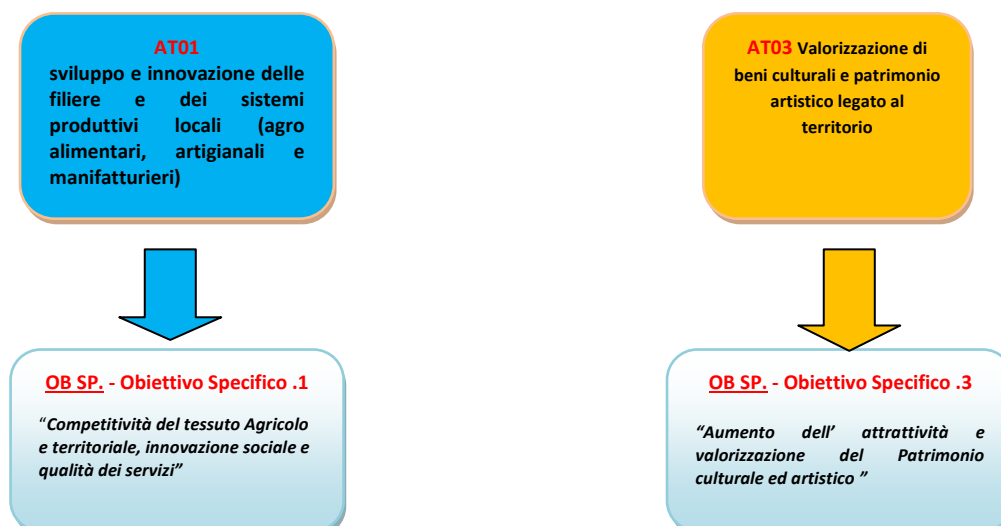 AT01
sviluppo e innovazione delle
filiere e dei sistemi
produttivi locali (agro
alimentari, artigianali e
manifatturieri)
AT03 Valorizzazione di
beni culturali e patrimonio
artistico legato al
territorio
OB SP. - Obiettivo Specifico .1
“Competitività del tessuto Agricolo
e territoriale, innovazione sociale e
qualità dei servizi”
OB SP. - Obiettivo Specifico .3
“Aumento dell’ attrattività e
valorizzazione del Patrimonio
culturale ed artistico ”